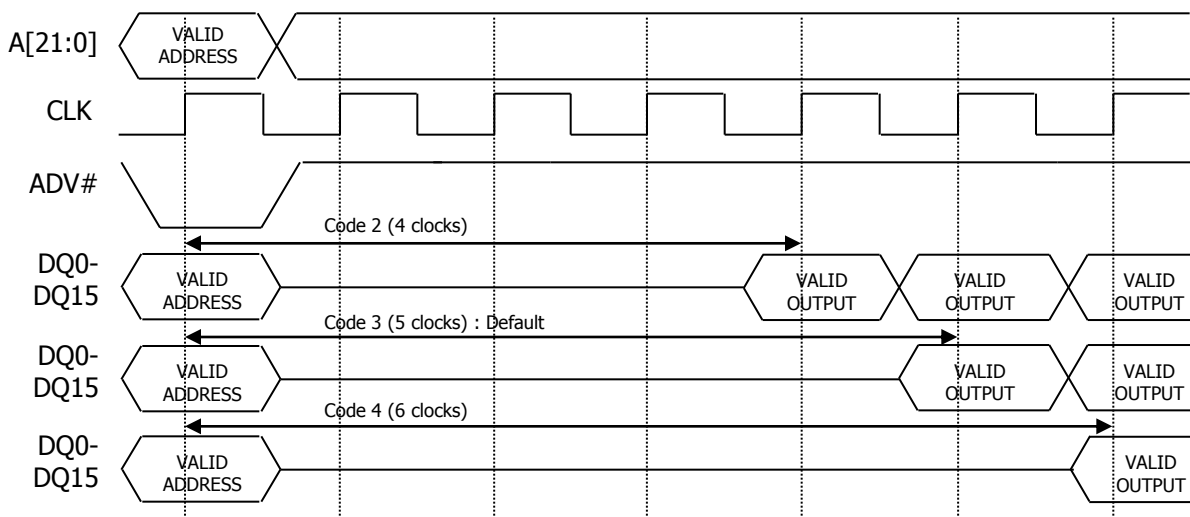 A[21:0]
VALID
ADDRESS
CLK
ADV#
Code 2 (4 clocks)
DQ0-
DQ15
VALID
ADDRESS
VALID
OUTPUT
VALID
OUTPUT
VALID
OUTPUT
Code 3 (5 clocks) : Default
DQ0-
DQ15
VALID
ADDRESS
VALID
OUTPUT
VALID
OUTPUT
Code 4 (6 clocks)
DQ0-
DQ15
VALID
ADDRESS
VALID
OUTPUT